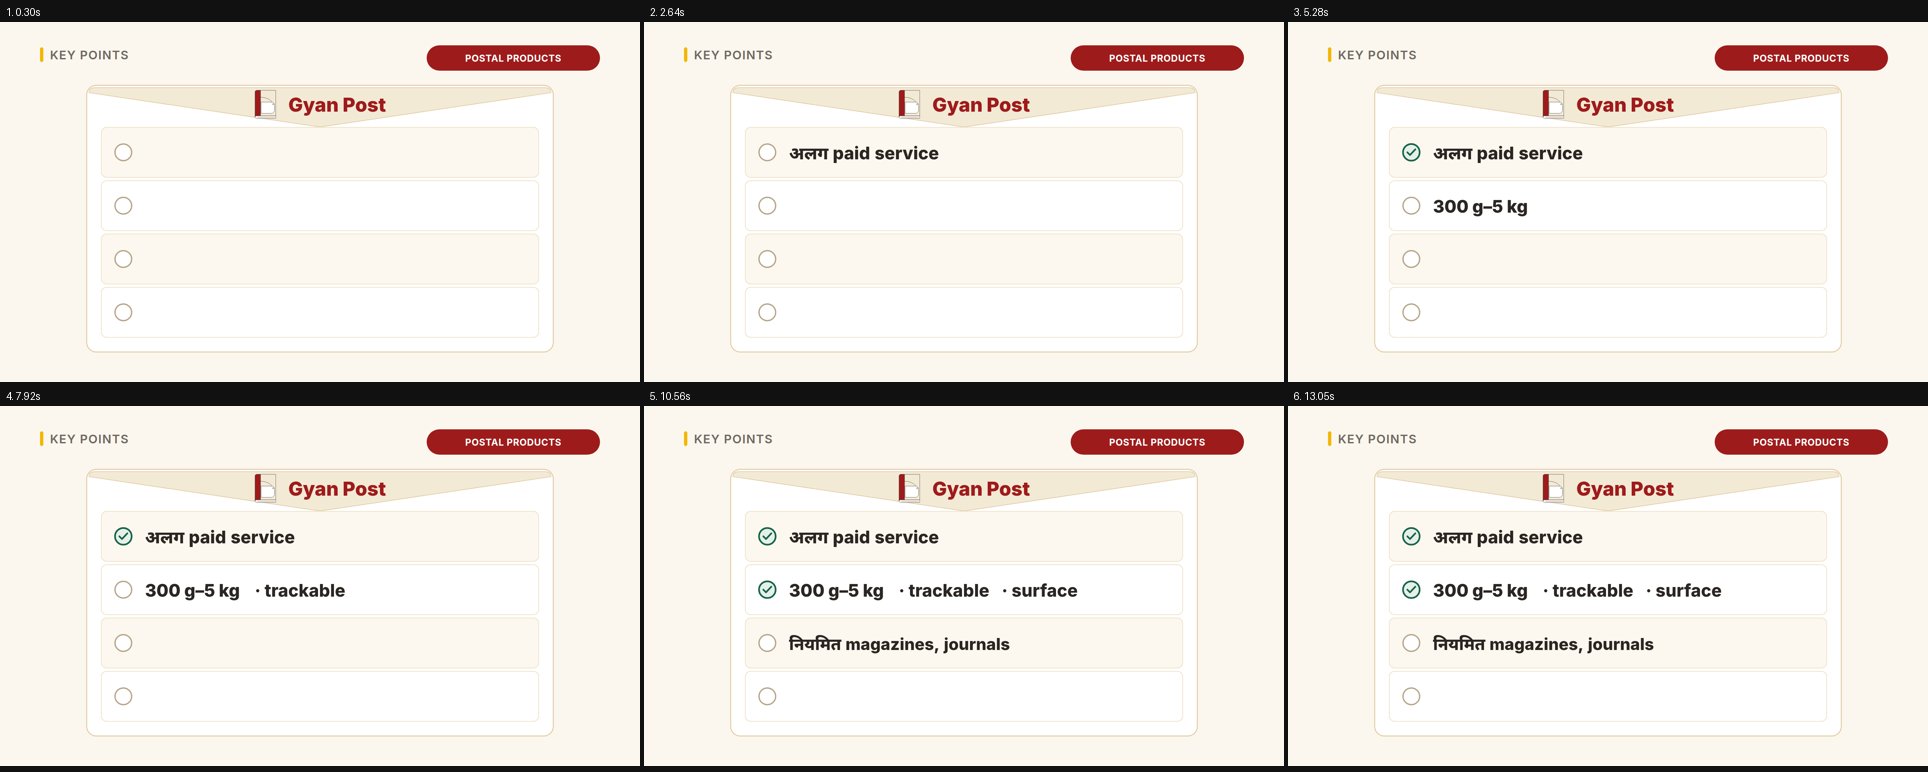 1. 0.30s
KEY POINTS
POSTAL PRODUCTS
Gyan Post
2. 2.64s
KEY POINTS
POSTAL PRODUCTS
Gyan Post
अलग paid service
3. 5.28s
KEY POINTS
POSTAL PRODUCTS
Gyan Post
अलग paid service
300 g–5 kg
4. 7.92s
KEY POINTS
POSTAL PRODUCTS
Gyan Post
अलग paid service
300 g–5 kg · trackable
5. 10.56s
KEY POINTS
POSTAL PRODUCTS
Gyan Post
अलग paid service
300 g–5 kg · trackable · surface
नियमित magazines, journals
6. 13.05s
KEY POINTS
POSTAL PRODUCTS
Gyan Post
अलग paid service
300 g–5 kg · trackable · surface
नियमित magazines, journals